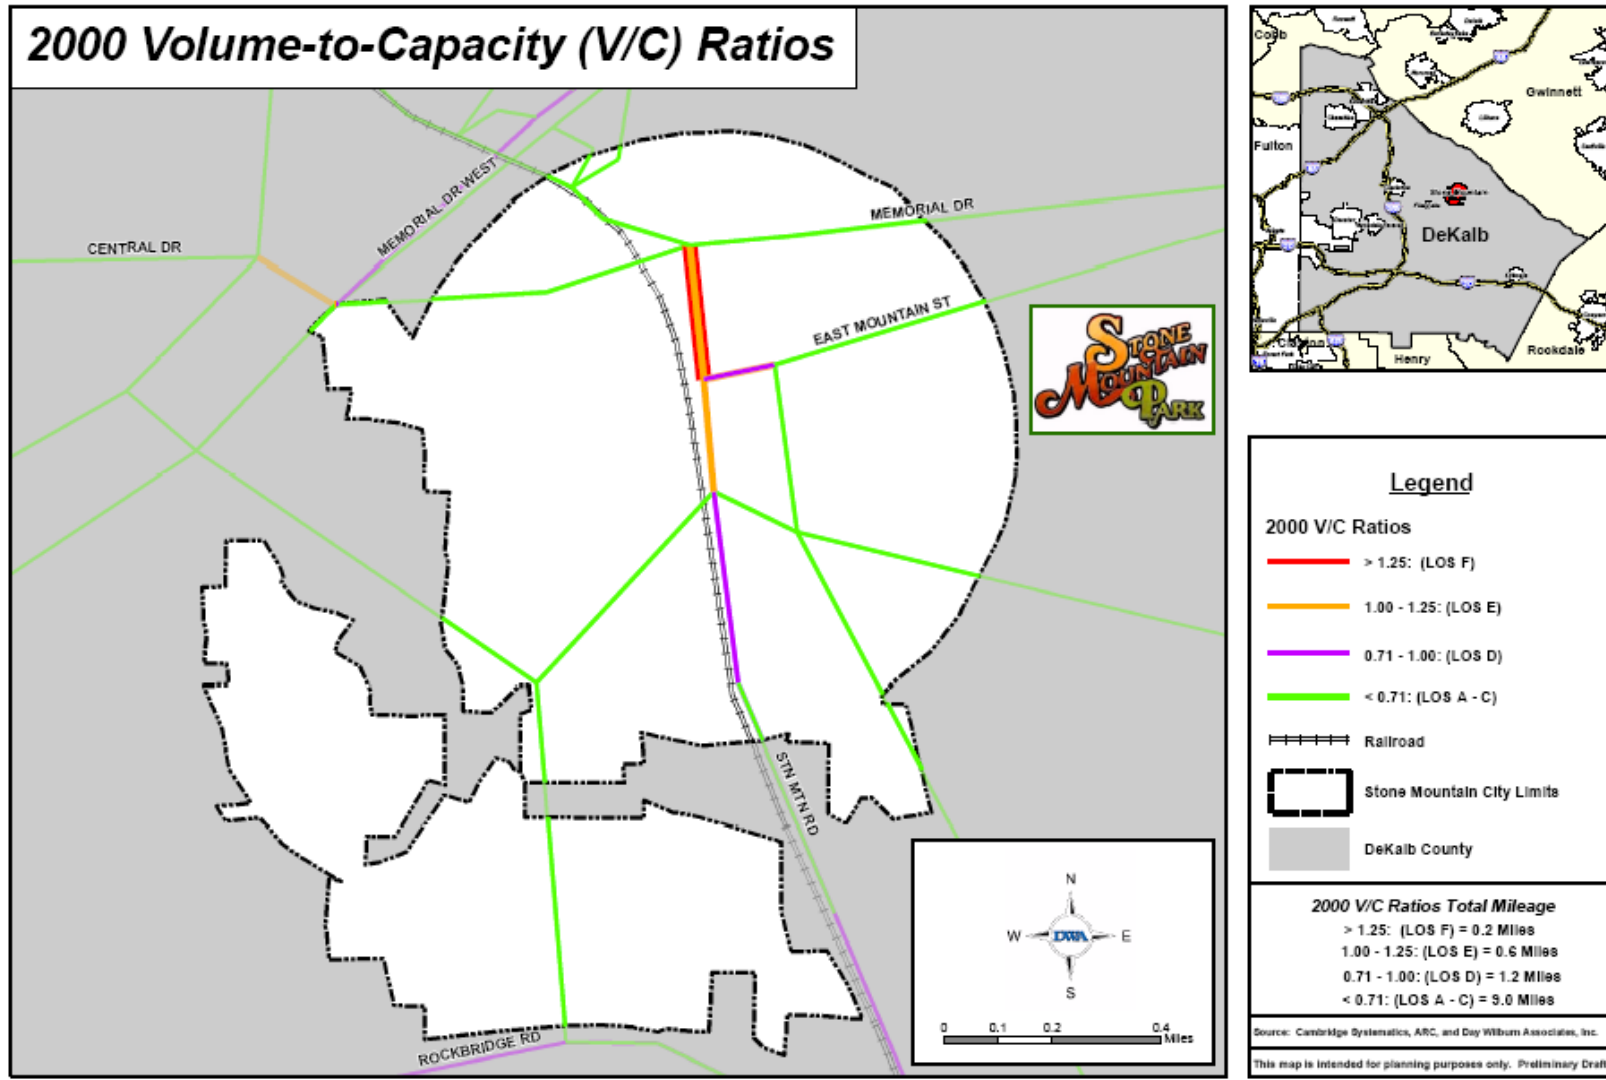 2000 Volume-to-Capacity (V/C) Ratios
CENTRAL DR
MEMORIAL DR WEST
MEMORIAL DR
EAST MOUNTAIN ST
STONE
MOUNTAIN
PARK
STN MTN RD
ROCKBRIDGE RD
N
W
DWA
E
S
0 0.1 0.2 0.4
Miles
Cobb
Gwinnett
Fulton
Stone Mountain
DeKalb
Henry
Rockdale
Legend
2000 V/C Ratios
> 1.25: (LOS F)
1.00 - 1.25: (LOS E)
0.71 - 1.00: (LOS D)
< 0.71: (LOS A - C)
Railroad
Stone Mountain City Limits
DeKalb County
2000 V/C Ratios Total Mileage
> 1.25: (LOS F) = 0.2 Miles
1.00 - 1.25: (LOS E) = 0.6 Miles
0.71 - 1.00: (LOS D) = 1.2 Miles
< 0.71: (LOS A - C) = 9.0 Miles
Source: Cambridge Systematics, ARC, and Day Wilburn Associates, Inc.
This map is intended for planning purposes only. Preliminary Draft